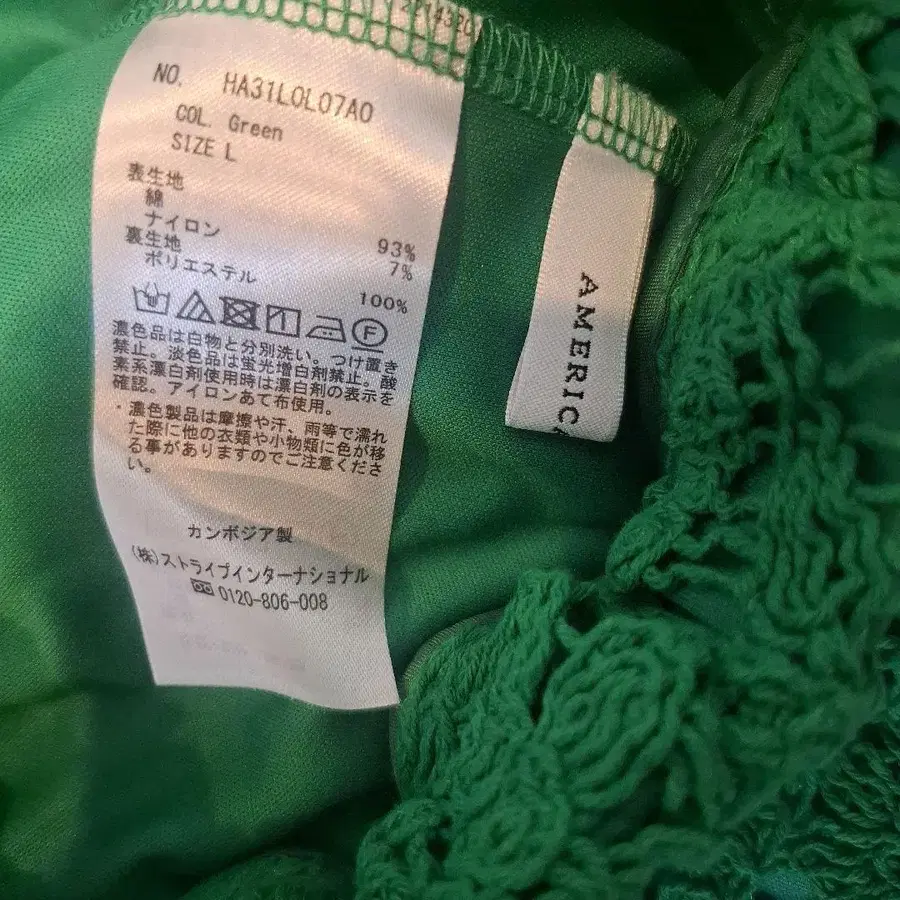 NO. HA31L0L07A0
COL. Green
SIZE L
表生地
綿 93%
ナイロン 7%
裏生地
ポリエステル 100%
濃色品は白物と分別洗い。つけ置き
禁止。淡色品は蛍光増白剤禁止。酸
素系漂白剤使用時は漂白剤の表示を
確認。アイロンあて布使用。
・濃色製品は摩擦や汗、雨等で濡れ
た際に他の衣類や小物類に色が移
る事がありますのでご注意くださ
い。
カンボジア製
(株)ストライプインターナショナル
0120-806-008
AMERICA